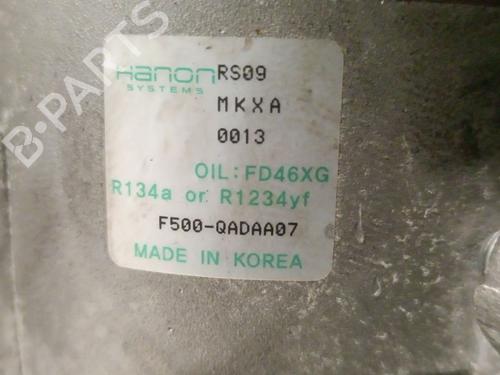 B-PARTS
Hanon RS09
SYSTEMS
MKXA
0013
OIL: FD46XG
R134a or R1234yf
F500-QADAA07
MADE IN KOREA